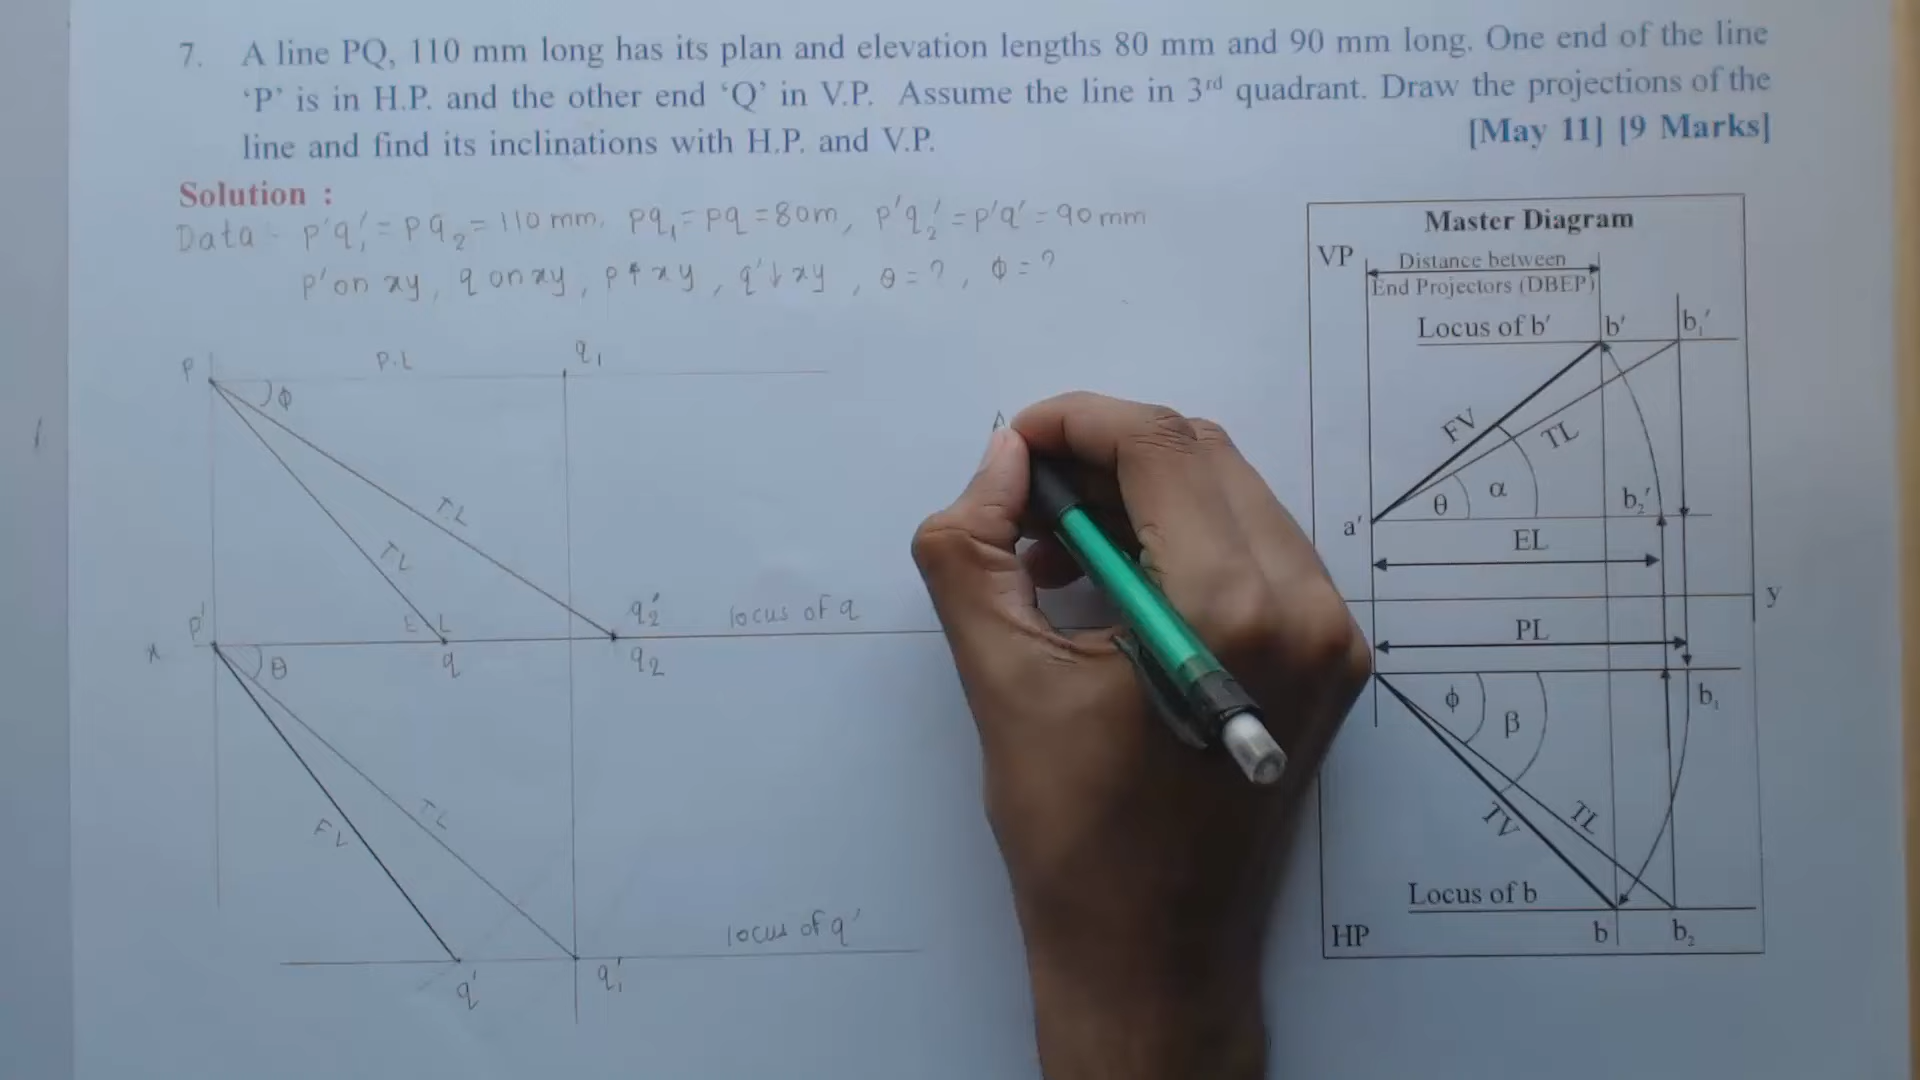 7. A line PQ, 110 mm long has its plan and elevation lengths 80 mm and 90 mm long. One end of the line
‘P’ is in H.P. and the other end ‘Q’ in V.P. Assume the line in 3rd quadrant. Draw the projections of the
line and find its inclinations with H.P. and V.P. [May 11] [9 Marks]
Solution :
Data :- p'q₁' = pq₂ = 110 mm, pq₁ = pq = 80m, p'q₂' = p'q' = 90 mm
p' on xy, q on xy, p↑xy, q'↓xy, θ = ?, φ = ?
P
P.L
q₁
φ
T.L
TL
p'
E L
q₂'
locus of q
x
θ
q
q₂
TL
FL
locus of q'
q'
q₁'
A
Master Diagram
VP
Distance between
End Projectors (DBEP)
Locus of b'
b'
b₁'
FV
TL
θ
α
b₂'
a'
EL
y
PL
φ
β
b₁
TV
TL
Locus of b
HP
b
b₂